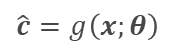 ĉ = g(x; θ)